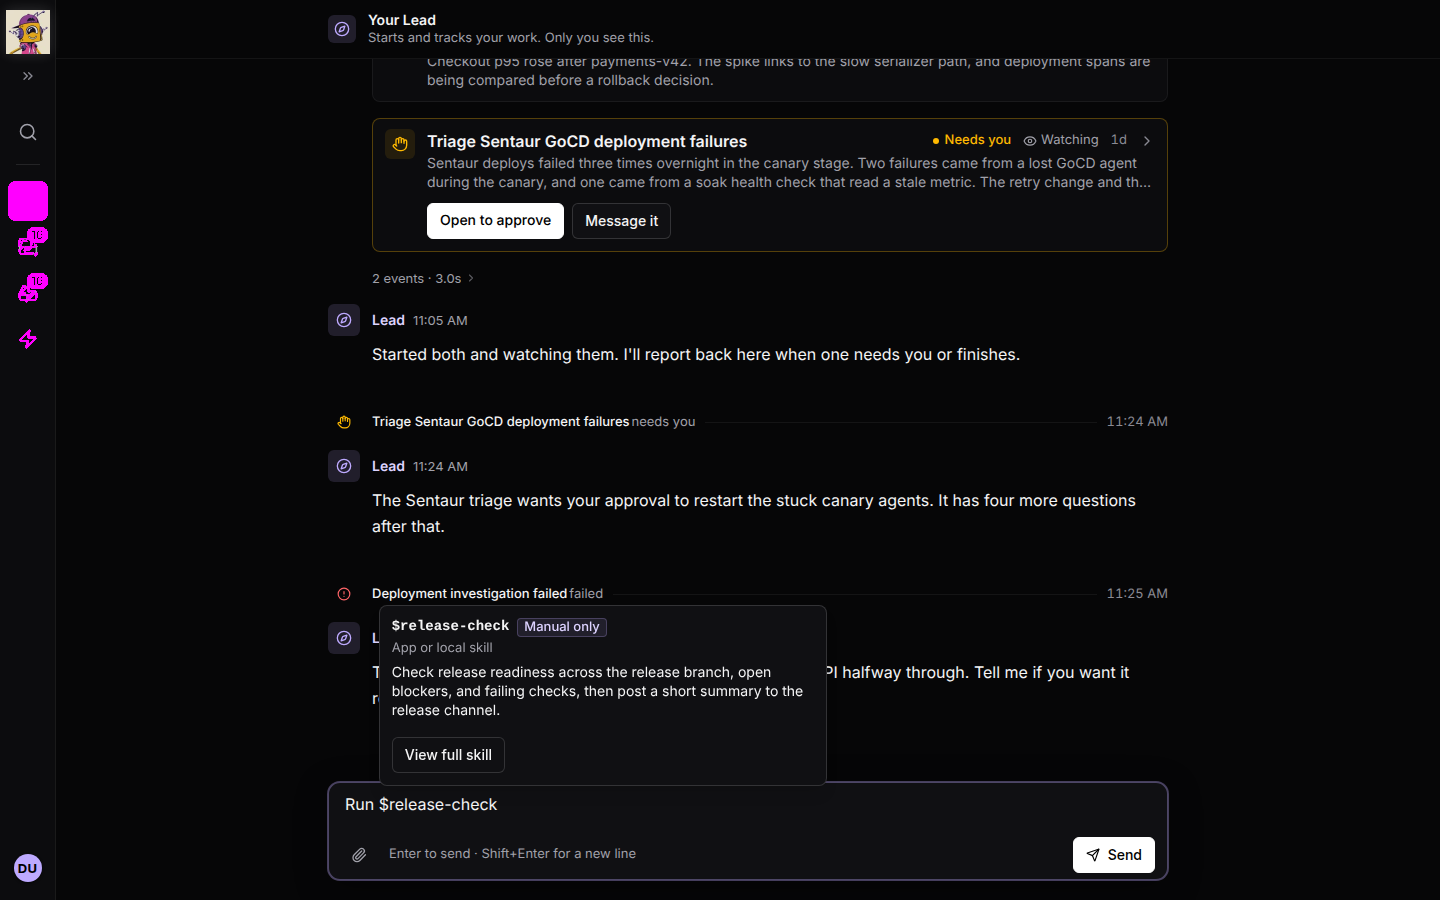 Your Lead
Starts and tracks your work. Only you see this.
Checkout p95 rose after payments-v42. The spike links to the slow serializer path, and deployment spans are
being compared before a rollback decision.
Triage Sentaur GoCD deployment failures
Needs you
Watching
1d
Sentaur deploys failed three times overnight in the canary stage. Two failures came from a lost GoCD agent
during the canary, and one came from a soak health check that read a stale metric. The retry change and th...
Open to approve
Message it
2 events · 3.0s
Lead 11:05 AM
Started both and watching them. I'll report back here when one needs you or finishes.
Triage Sentaur GoCD deployment failures needs you
11:24 AM
Lead 11:24 AM
The Sentaur triage wants your approval to restart the stuck canary agents. It has four more questions
after that.
Deployment investigation failed failed
11:25 AM
$release-check Manual only
App or local skill
Check release readiness across the release branch, open
blockers, and failing checks, then post a short summary to the
release channel.
View full skill
halfway through. Tell me if you want it
Run $release-check
Enter to send · Shift+Enter for a new line
Send
DU